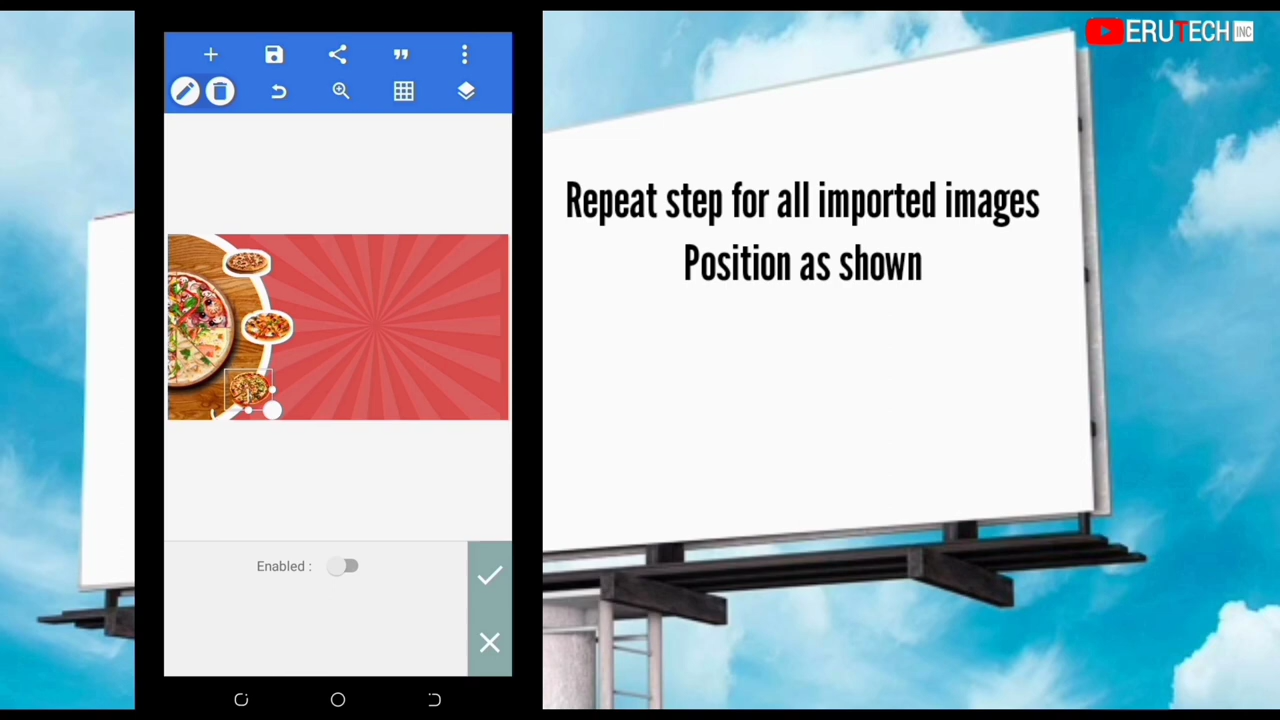 ERUTECH INC
Repeat step for all imported images
Position as shown
Enabled :